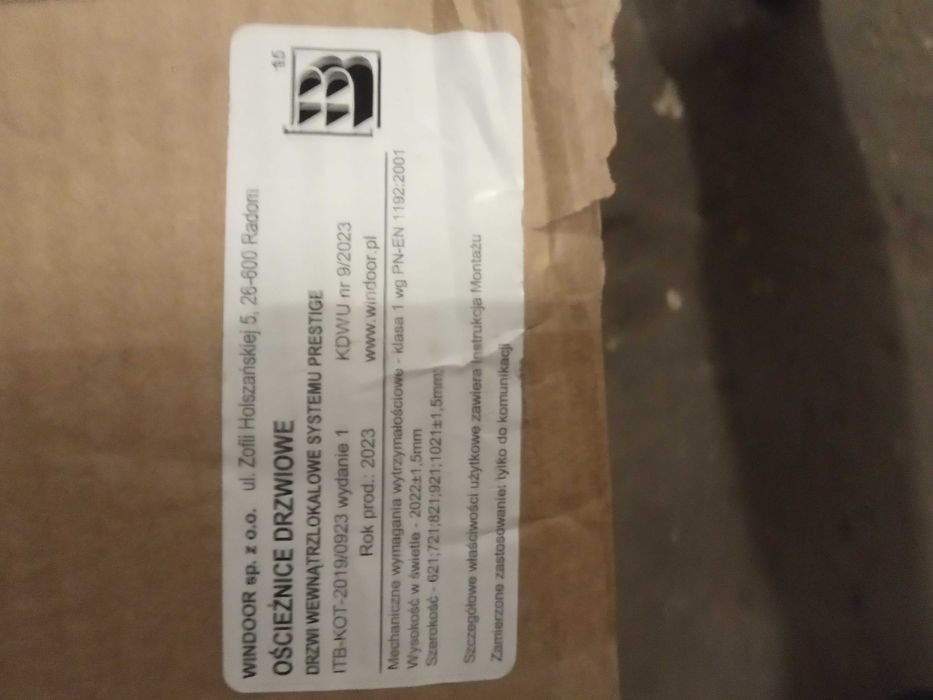 WINDOOR sp. z o.o. ul. Zofii Holszańskiej 5, 26-600 Radom
15
OŚCIEŻNICE DRZWIOWE
B
DRZWI WEWNĄTRZLOKALOWE SYSTEMU PRESTIGE
ITB-KOT-2019/0923 wydanie 1 KDWU nr 9/2023
Rok prod.: 2023 www.windoor.pl
Mechaniczne wymagania wytrzymałościowe - klasa 1 wg PN-EN 1192:2001
Wysokość w świetle - 2022±1,5mm
Szerokość - 621;721;821;921;1021±1,5mm;
Szczegółowe właściwości użytkowe zawiera Instrukcja Montażu
Zamierzone zastosowanie: tylko do komunikacji